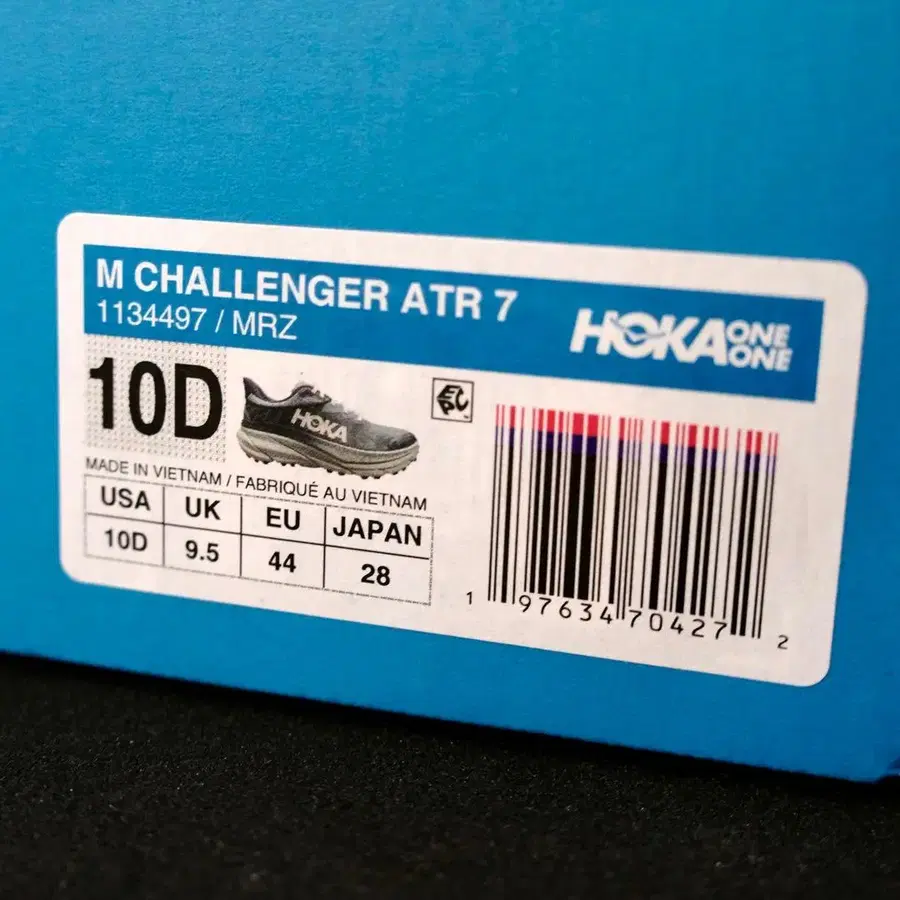 M CHALLENGER ATR 7
1134497 / MRZ
HOKA ONE ONE
10D
HOKA
EPC
MADE IN VIETNAM / FABRIQUÉ AU VIETNAM
USA UK EU JAPAN
10D 9.5 44 28
1 97634 70427 2